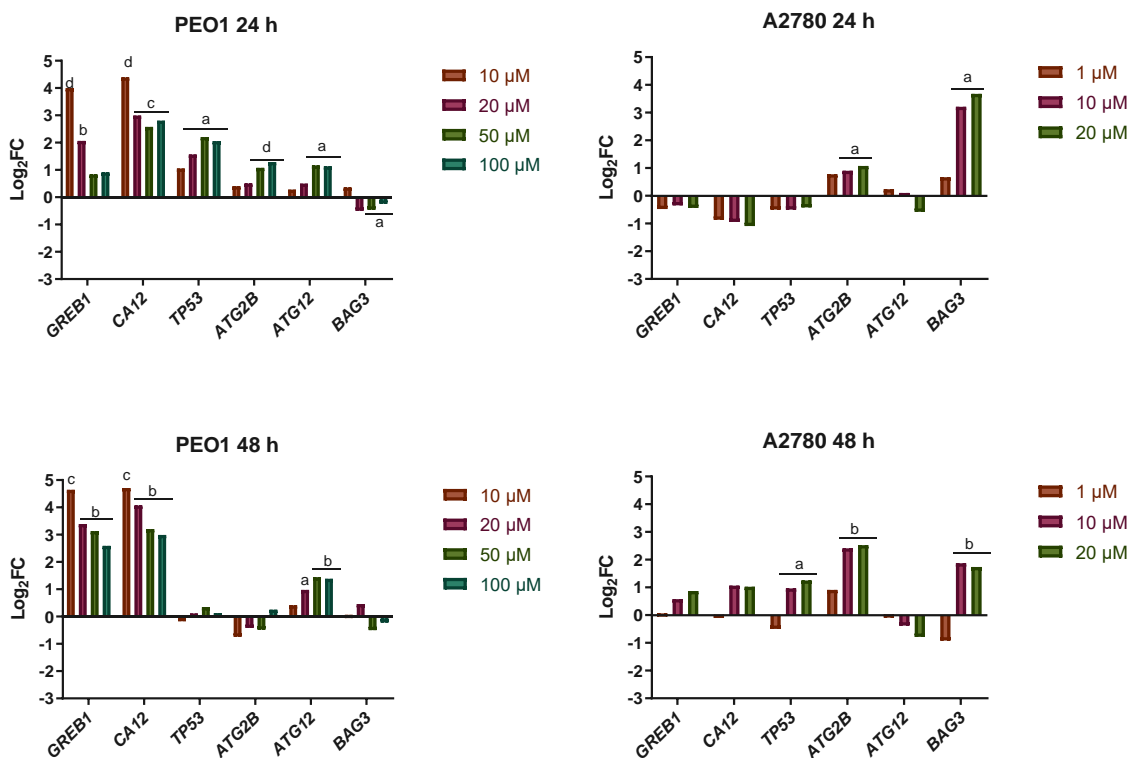 PEO1 24 h
Log2FC
5
4
3
2
1
0
-1
-2
-3
d
b
d
c
a
d
a
a
GREB1
CA12
TP53
ATG2B
ATG12
BAG3
10 µM
20 µM
50 µM
100 µM
A2780 24 h
Log2FC
5
4
3
2
1
0
-1
-2
-3
a
a
GREB1
CA12
TP53
ATG2B
ATG12
BAG3
1 µM
10 µM
20 µM
PEO1 48 h
Log2FC
5
4
3
2
1
0
-1
-2
-3
c
b
c
b
a
b
GREB1
CA12
TP53
ATG2B
ATG12
BAG3
10 µM
20 µM
50 µM
100 µM
A2780 48 h
Log2FC
5
4
3
2
1
0
-1
-2
-3
a
b
b
GREB1
CA12
TP53
ATG2B
ATG12
BAG3
1 µM
10 µM
20 µM